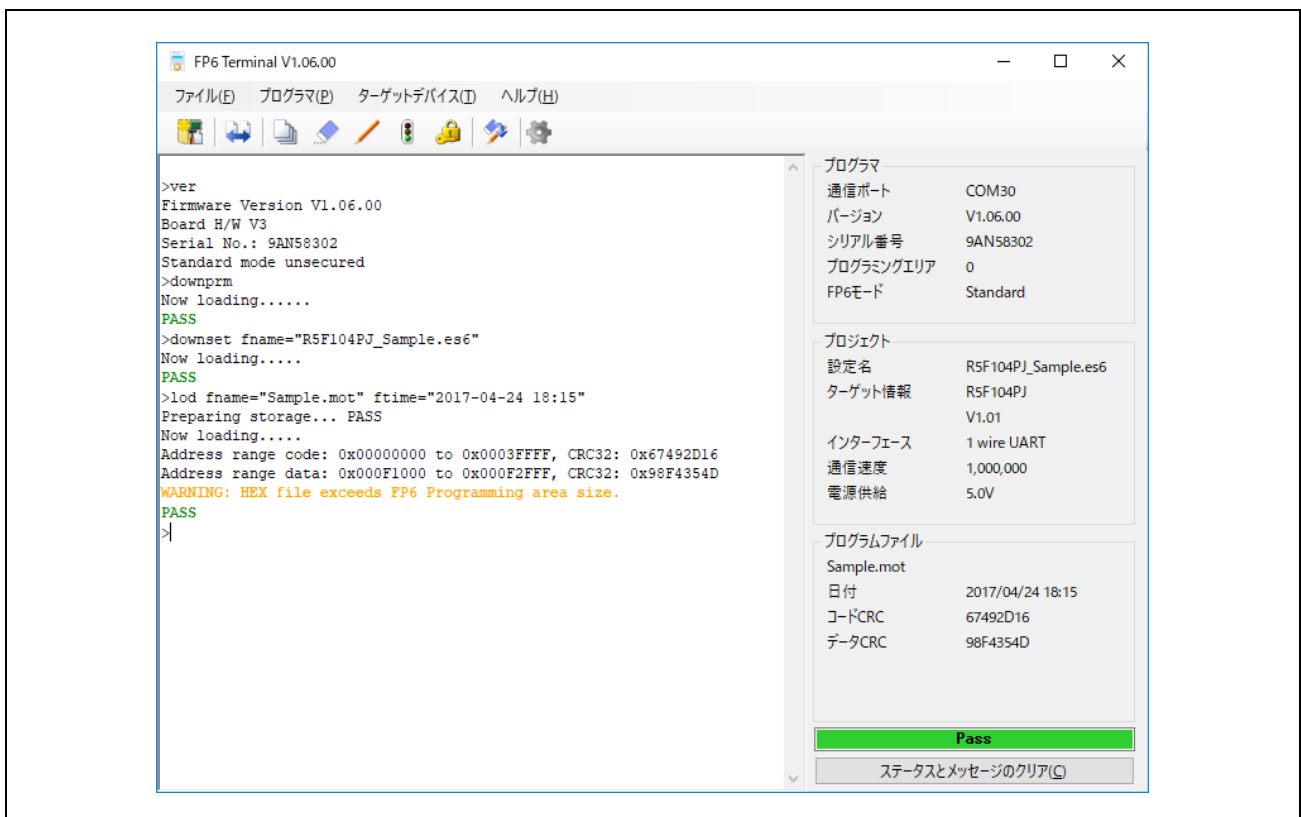 FP6 Terminal V1.06.00
ファイル(F) プログラマ(P) ターゲットデバイス(T) ヘルプ(H)
>ver
Firmware Version V1.06.00
Board H/W V3
Serial No.: 9AN58302
Standard mode unsecured
>downprm
Now loading......
PASS
>downset fname="R5F104PJ_Sample.es6"
Now loading.....
PASS
>lod fname="Sample.mot" ftime="2017-04-24 18:15"
Preparing storage... PASS
Now loading.....
Address range code: 0x00000000 to 0x0003FFFF, CRC32: 0x67492D16
Address range data: 0x000F1000 to 0x000F2FFF, CRC32: 0x98F4354D
WARNING: HEX file exceeds FP6 Programming area size.
PASS
>
プログラマ
通信ポート COM30
バージョン V1.06.00
シリアル番号 9AN58302
プログラミングエリア 0
FP6モード Standard
プロジェクト
設定名 R5F104PJ_Sample.es6
ターゲット情報 R5F104PJ
V1.01
インターフェース 1 wire UART
通信速度 1,000,000
電源供給 5.0V
プログラムファイル
Sample.mot
日付 2017/04/24 18:15
コードCRC 67492D16
データCRC 98F4354D
Pass
ステータスとメッセージのクリア(C)